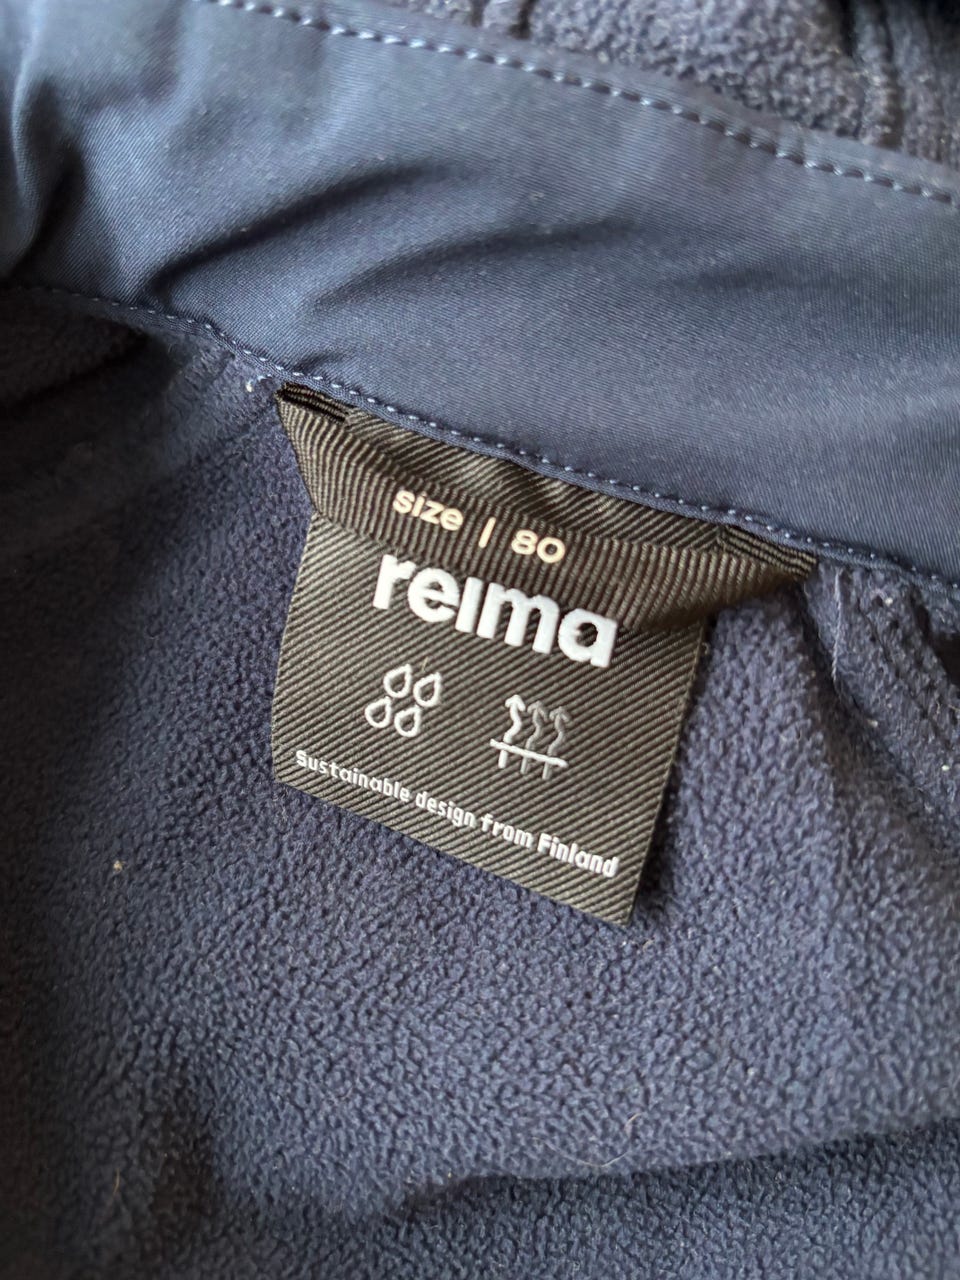 size | 80
reima
Sustainable design from Finland